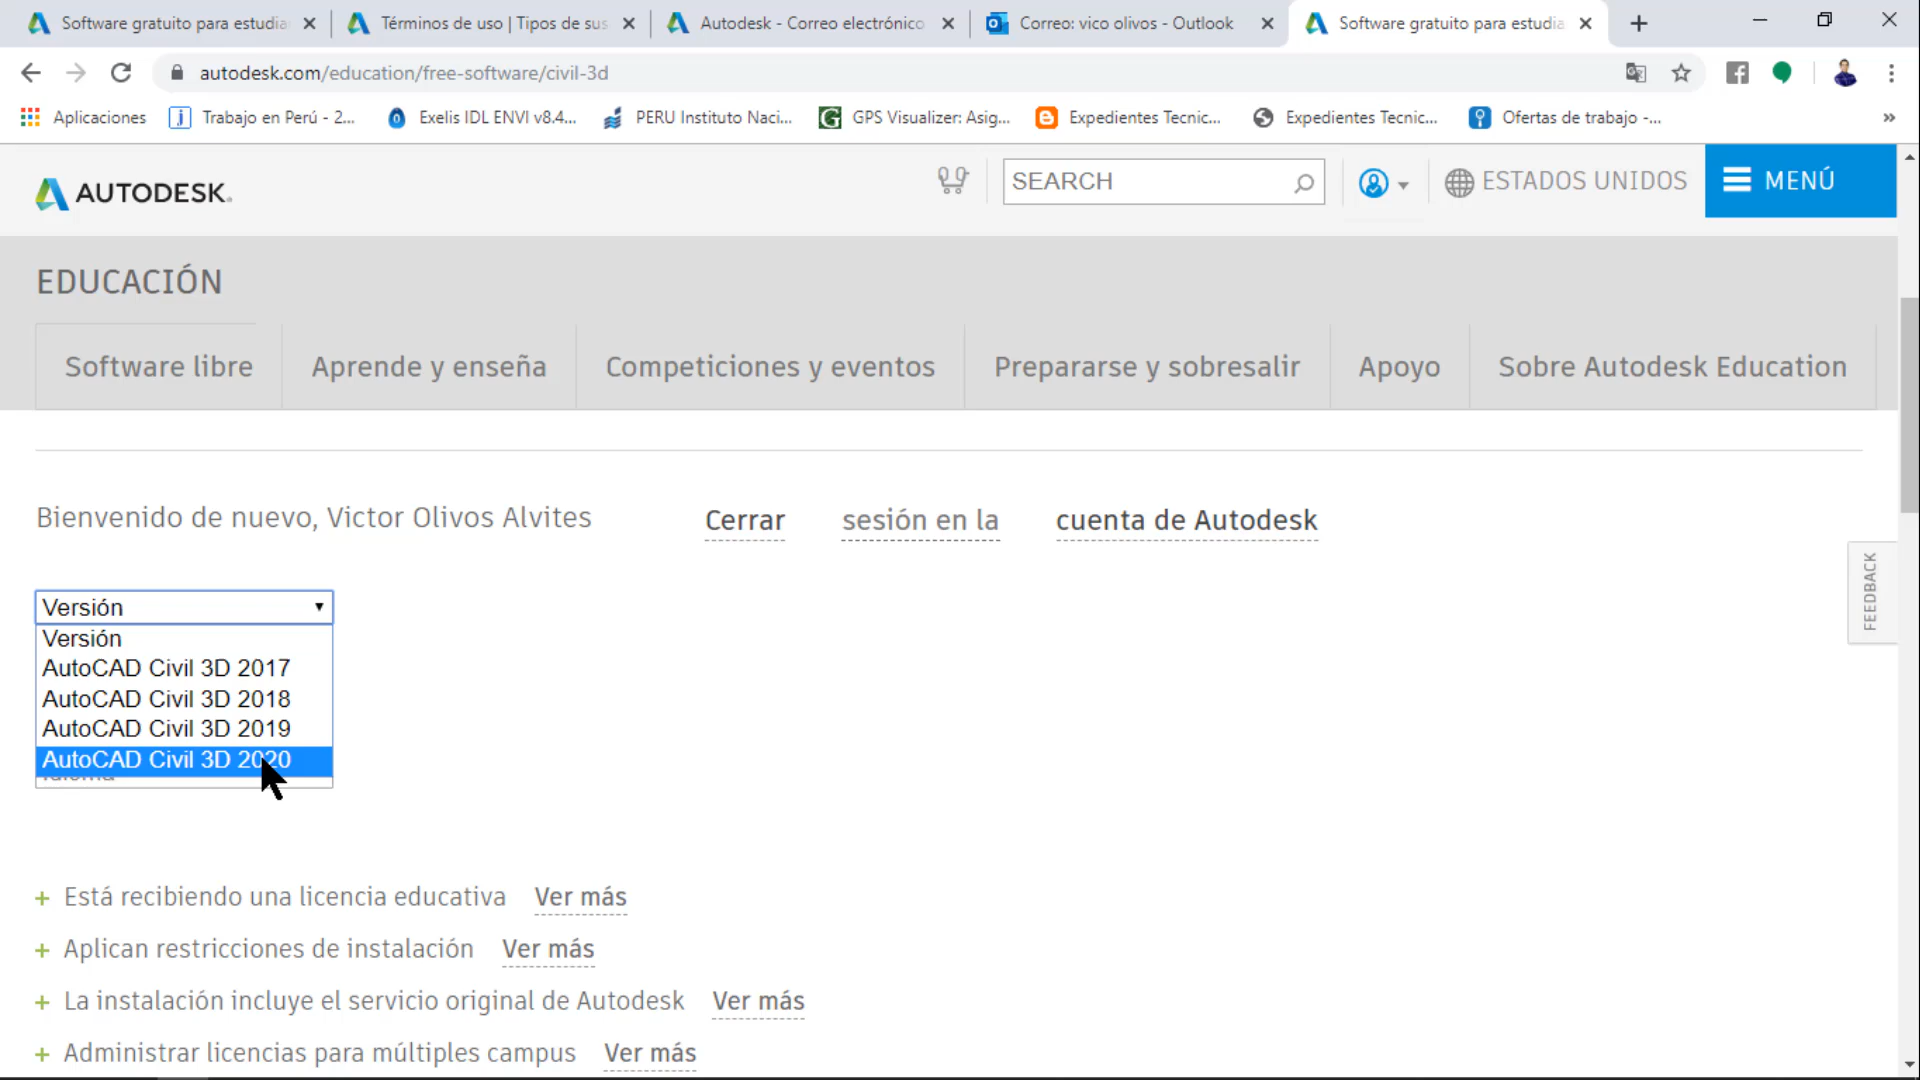 Software gratuito para estudia
Términos de uso | Tipos de sus
Autodesk - Correo electrónico
Correo: vico olivos - Outlook
Software gratuito para estudia
autodesk.com/education/free-software/civil-3d
Aplicaciones
Trabajo en Perú - 2...
Exelis IDL ENVI v8.4...
PERU Instituto Naci...
GPS Visualizer: Asig...
Expedientes Tecnic...
Expedientes Tecnic...
Ofertas de trabajo -...
»
AUTODESK.
SEARCH
ESTADOS UNIDOS
MENÚ
EDUCACIÓN
Software libre
Aprende y enseña
Competiciones y eventos
Prepararse y sobresalir
Apoyo
Sobre Autodesk Education
Bienvenido de nuevo, Victor Olivos Alvites
Cerrar
sesión en la
cuenta de Autodesk
FEEDBACK
Versión
Versión
AutoCAD Civil 3D 2017
AutoCAD Civil 3D 2018
AutoCAD Civil 3D 2019
AutoCAD Civil 3D 2020
+ Está recibiendo una licencia educativa Ver más
+ Aplican restricciones de instalación Ver más
+ La instalación incluye el servicio original de Autodesk Ver más
+ Administrar licencias para múltiples campus Ver más